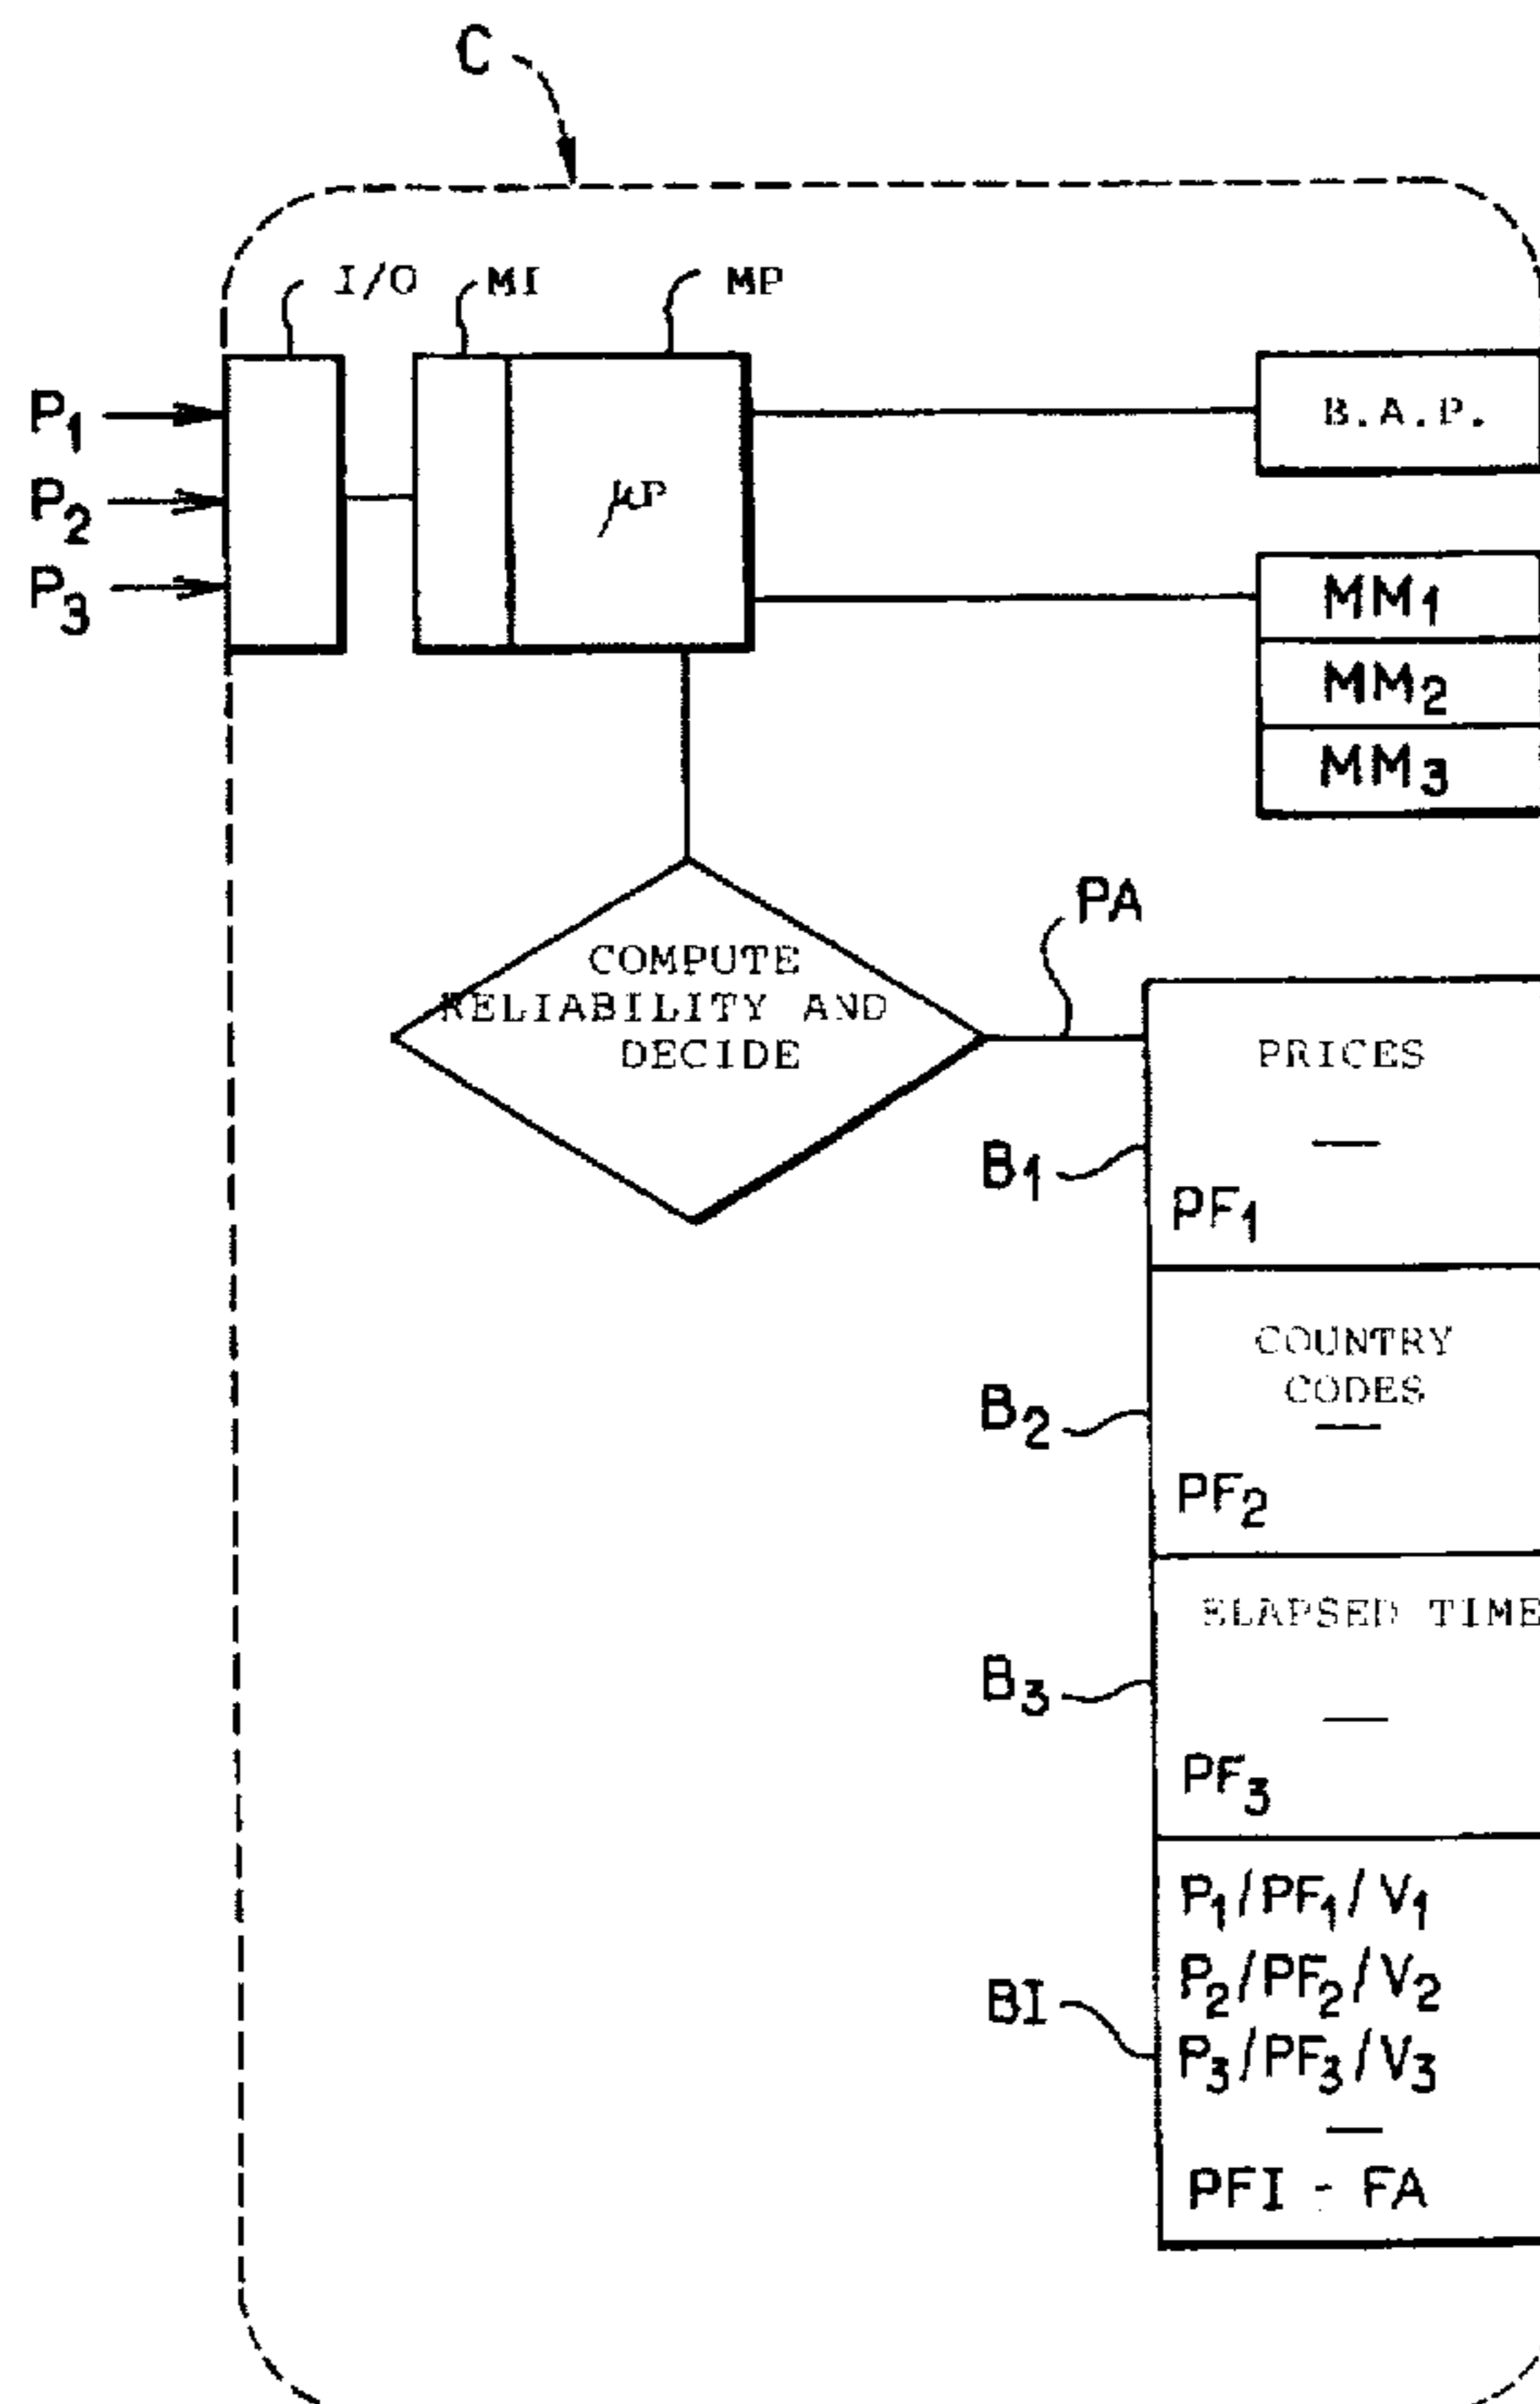 C
I/O MI MP
P1
P2
P3
μP
B.A.P.
MM1
MM2
MM3
COMPUTE
RELIABILITY AND
DECIDE
PA
PRICES
B1
PF1
COUNTRY
CODES
B2
PF2
ELAPSED TIME
B3
PF3
P1/PF1/V1
P2/PF2/V2
BI
P3/PF3/V3
PFI - FA